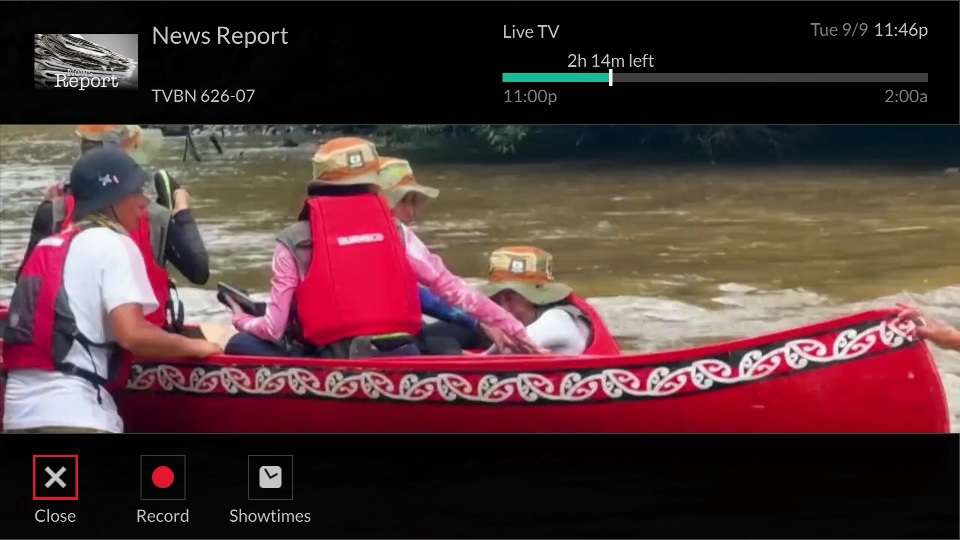 News Report
Report
TVBN 626-07
Live TV
Tue 9/9 11:46p
2h 14m left
11:00p
2:00a
Close
Record
Showtimes